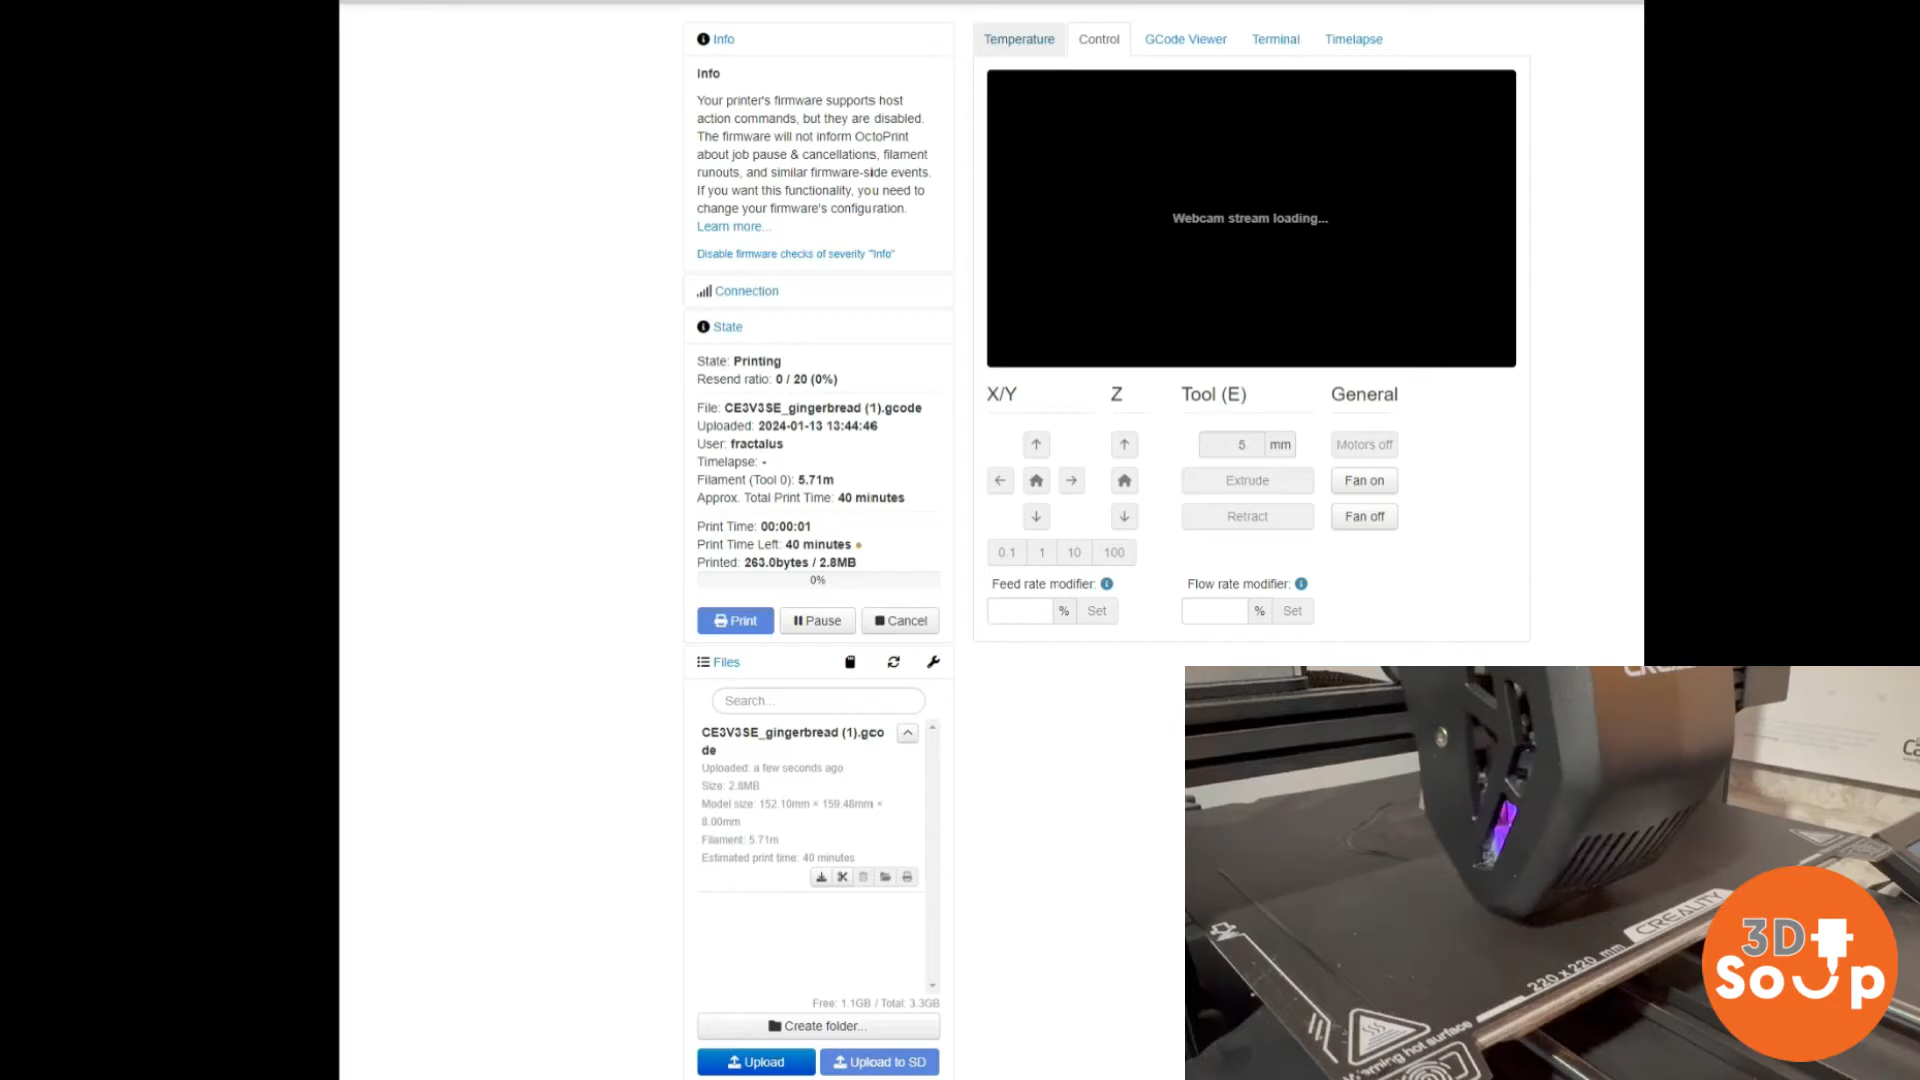 Info
Info
Your printer's firmware supports host
action commands, but they are disabled.
The firmware will not inform OctoPrint
about job pause & cancellations, filament
runouts, and similar firmware-side events.
If you want this functionality, you need to
change your firmware's configuration.
Learn more...
Disable firmware checks of severity "Info"
Connection
State
State: Printing
Resend ratio: 0 / 20 (0%)
File: CE3V3SE_gingerbread (1).gcode
Uploaded: 2024-01-13 13:44:46
User: fractalus
Timelapse: -
Filament (Tool 0): 5.71m
Approx. Total Print Time: 40 minutes
Print Time: 00:00:01
Print Time Left: 40 minutes
Printed: 263.0bytes / 2.8MB
0%
Print Pause Cancel
Files
Search...
CE3V3SE_gingerbread (1).gco
de
Uploaded: a few seconds ago
Size: 2.8MB
Model size: 152.10mm × 159.48mm ×
8.00mm
Filament: 5.71m
Estimated print time: 40 minutes
Free: 1.1GB / Total: 3.3GB
Create folder...
Upload Upload to SD
Temperature Control GCode Viewer Terminal Timelapse
Webcam stream loading...
X/Y Z Tool (E) General
5 mm Motors off
Extrude Fan on
Retract Fan off
0.1 1 10 100
Feed rate modifier: Flow rate modifier:
% Set % Set
CREALITY
220 x 220 mm
Warning hot surface
3D
Soup